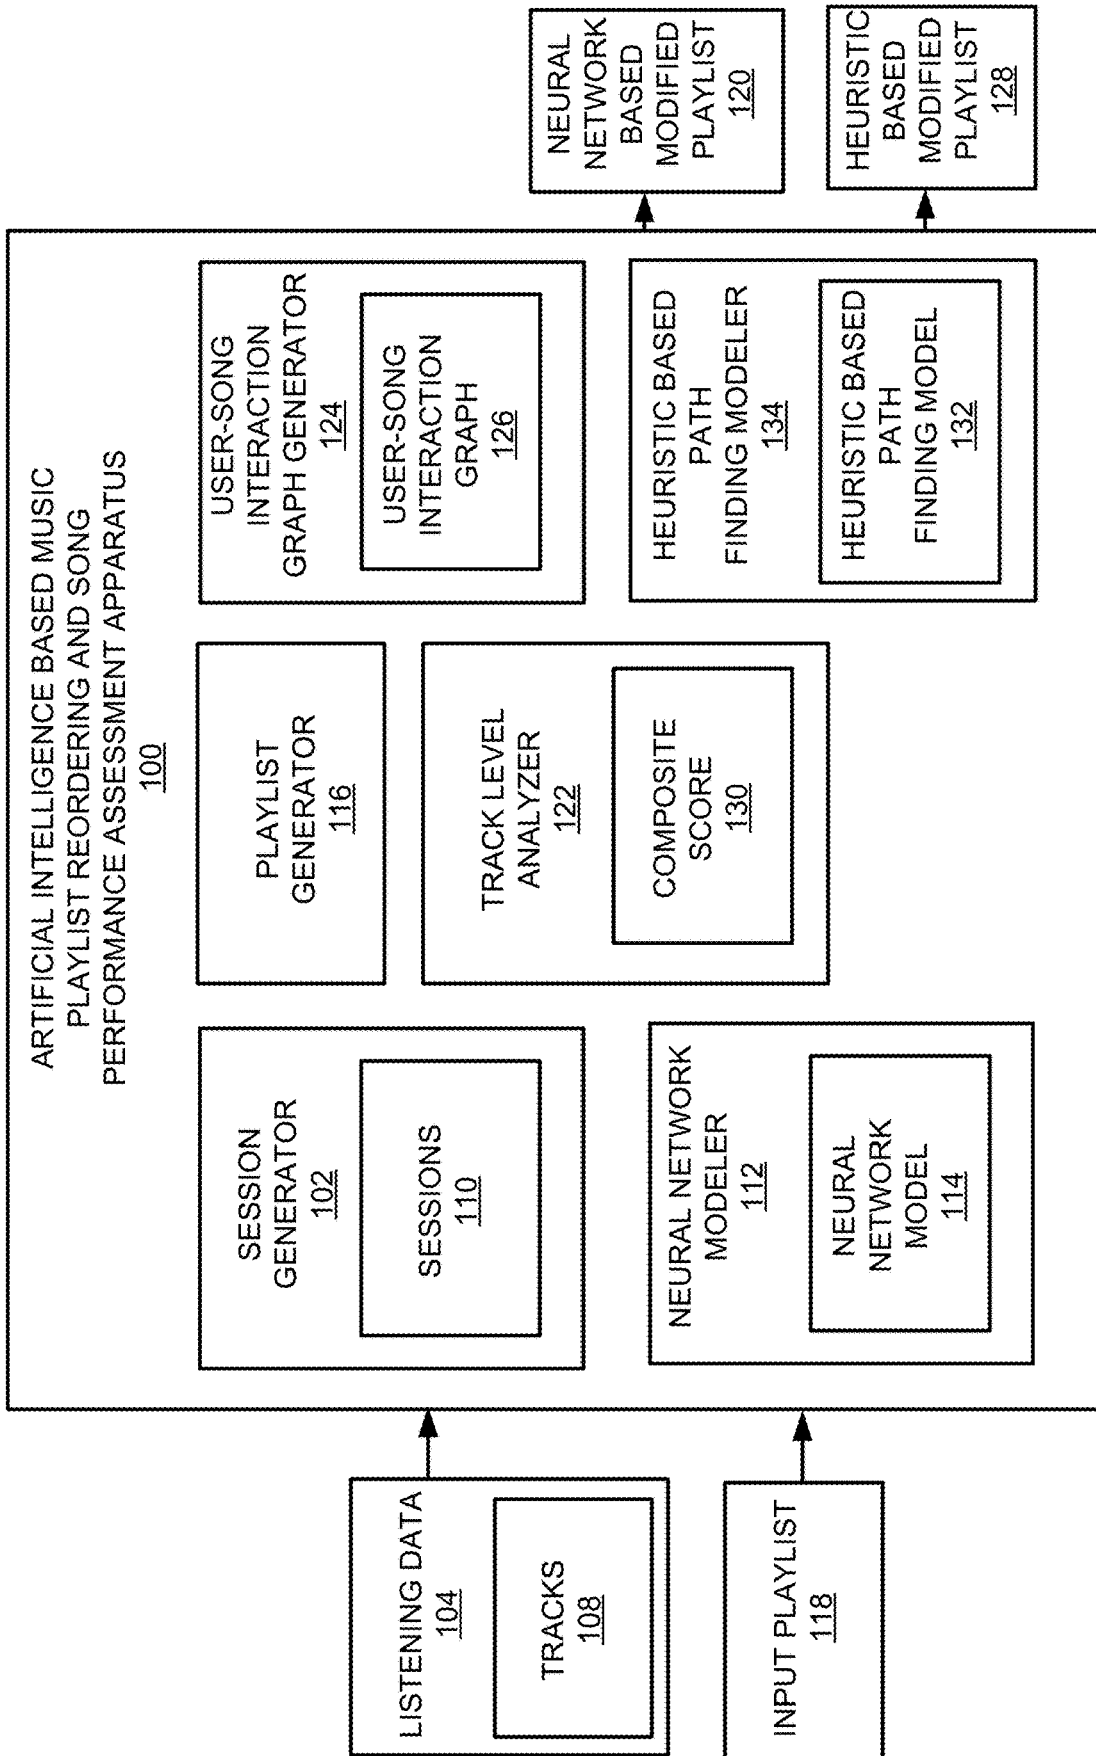 ARTIFICIAL INTELLIGENCE BASED MUSIC
PLAYLIST REORDERING AND SONG
PERFORMANCE ASSESSMENT APPARATUS
100
LISTENING DATA
104
TRACKS
108
INPUT PLAYLIST
118
SESSION
GENERATOR
102
SESSIONS
110
NEURAL NETWORK
MODELER
112
NEURAL
NETWORK
MODEL
114
PLAYLIST
GENERATOR
116
TRACK LEVEL
ANALYZER
122
COMPOSITE
SCORE
130
USER-SONG
INTERACTION
GRAPH GENERATOR
124
USER-SONG
INTERACTION
GRAPH
126
HEURISTIC BASED
PATH
FINDING MODELER
134
HEURISTIC BASED
PATH
FINDING MODEL
132
NEURAL
NETWORK
BASED
MODIFIED
PLAYLIST
120
HEURISTIC
BASED
MODIFIED
PLAYLIST
128